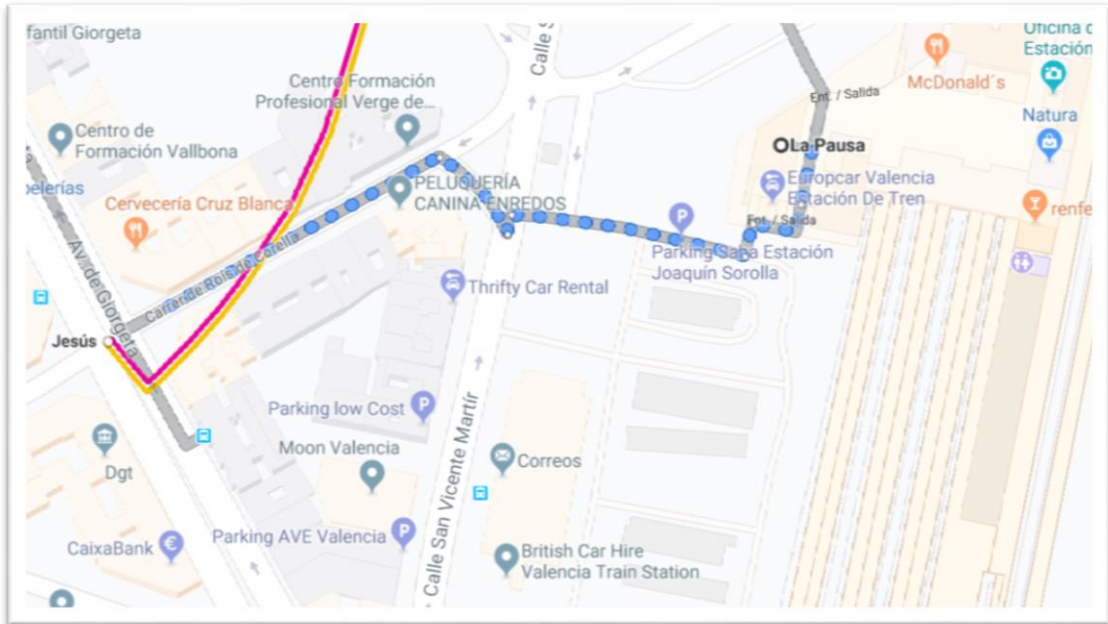 fantil Giorgeta
Centro Formación
Profesional Verge de...
Calle S
Oficina d
Estación
McDonald´s
Ent. / Salida
Natura
Centro de
Formación Vallbona
La Pausa
pelerías
PELUQUERÍA
CANINA ENREDOS
Europcar Valencia
Estación De Tren
Cervecería Cruz Blanca
Ent. / Salida
renfe
Parking Saba Estación
Joaquín Sorolla
Av. de Giorgeta
Carrer de Rois de Corella
Thrifty Car Rental
Jesús
Parking low Cost
Calle San Vicente Martír
Moon Valencia
Correos
Dgt
Parking AVE Valencia
CaixaBank
British Car Hire
Valencia Train Station